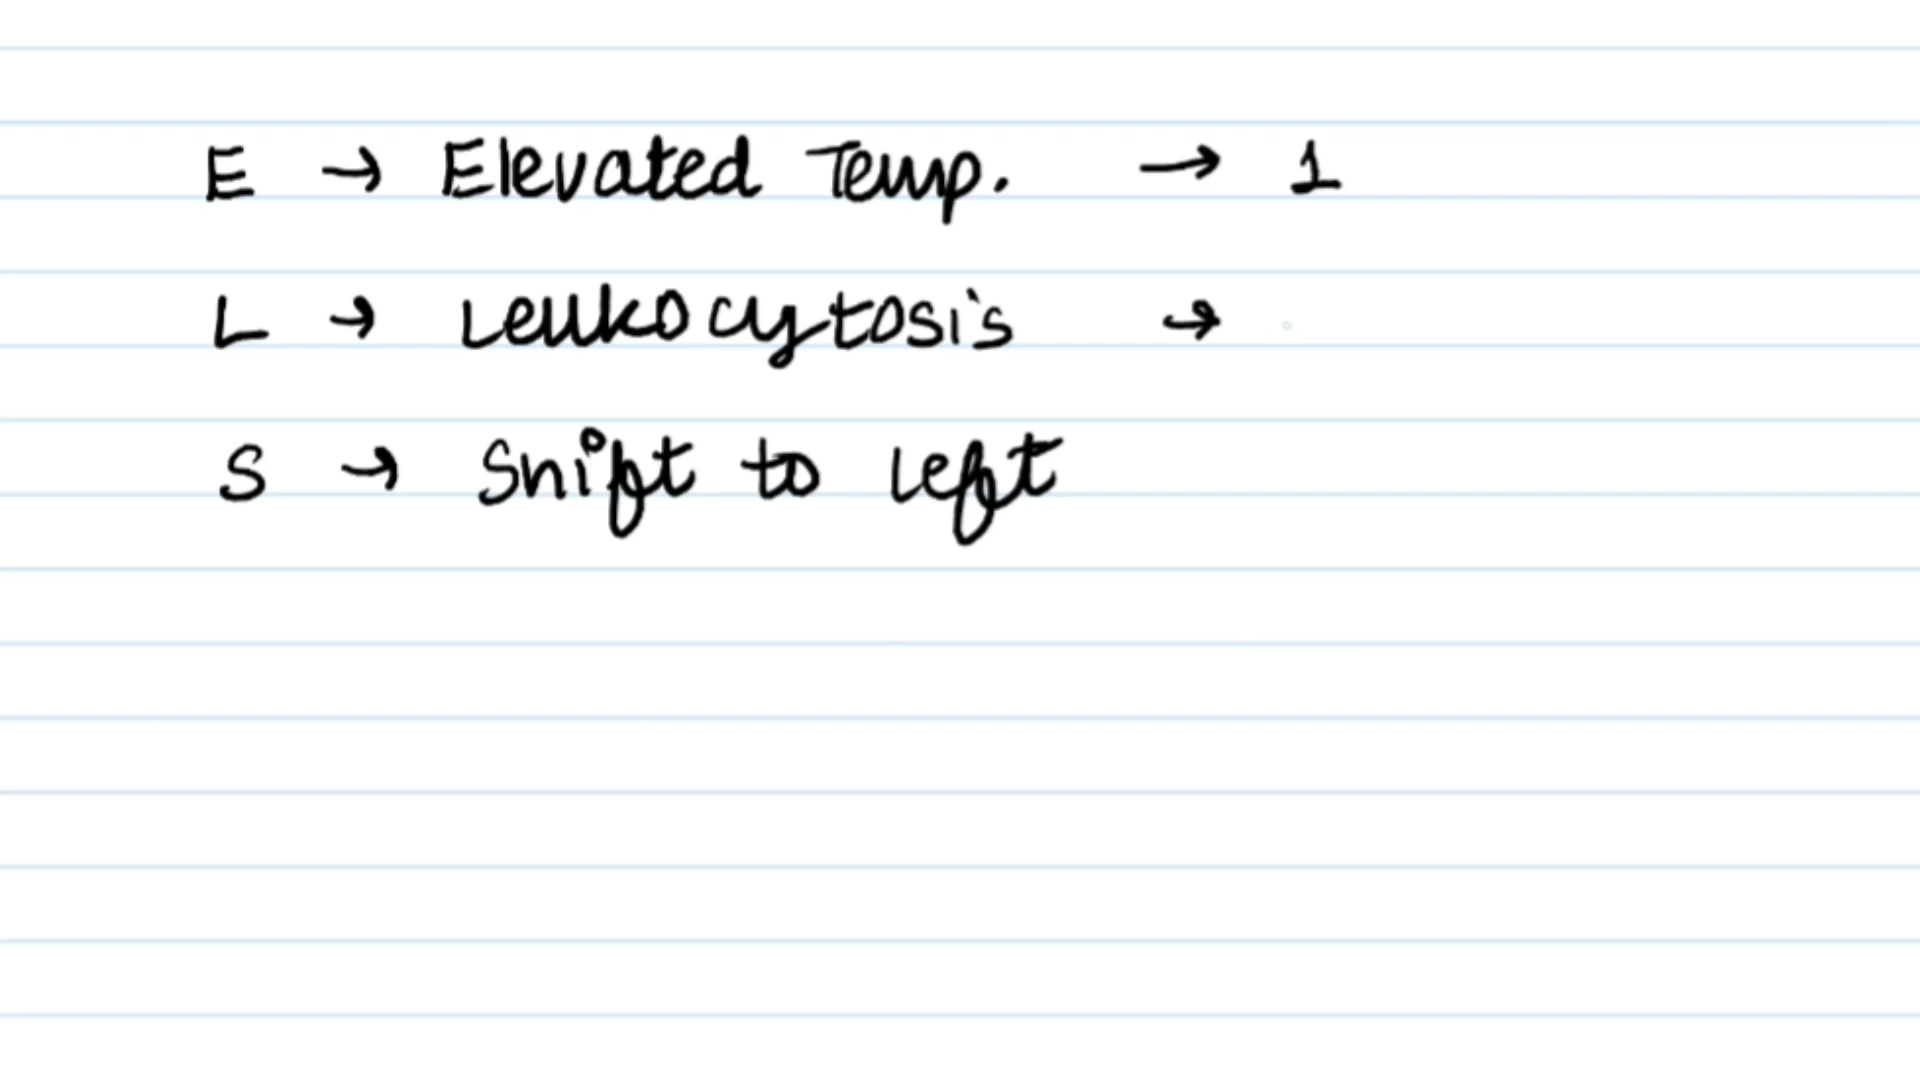 E → Elevated Temp. → 1
L → Leukocytosis →
S → Shift to left